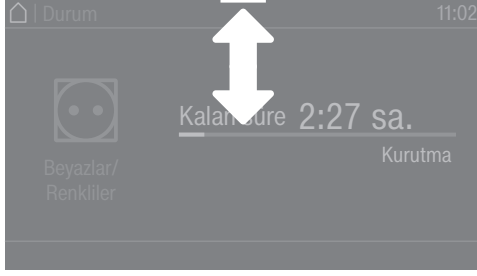 | Durum 11:02
Kalan süre 2:27 sa.
Kurutma
Beyazlar/
Renkliler